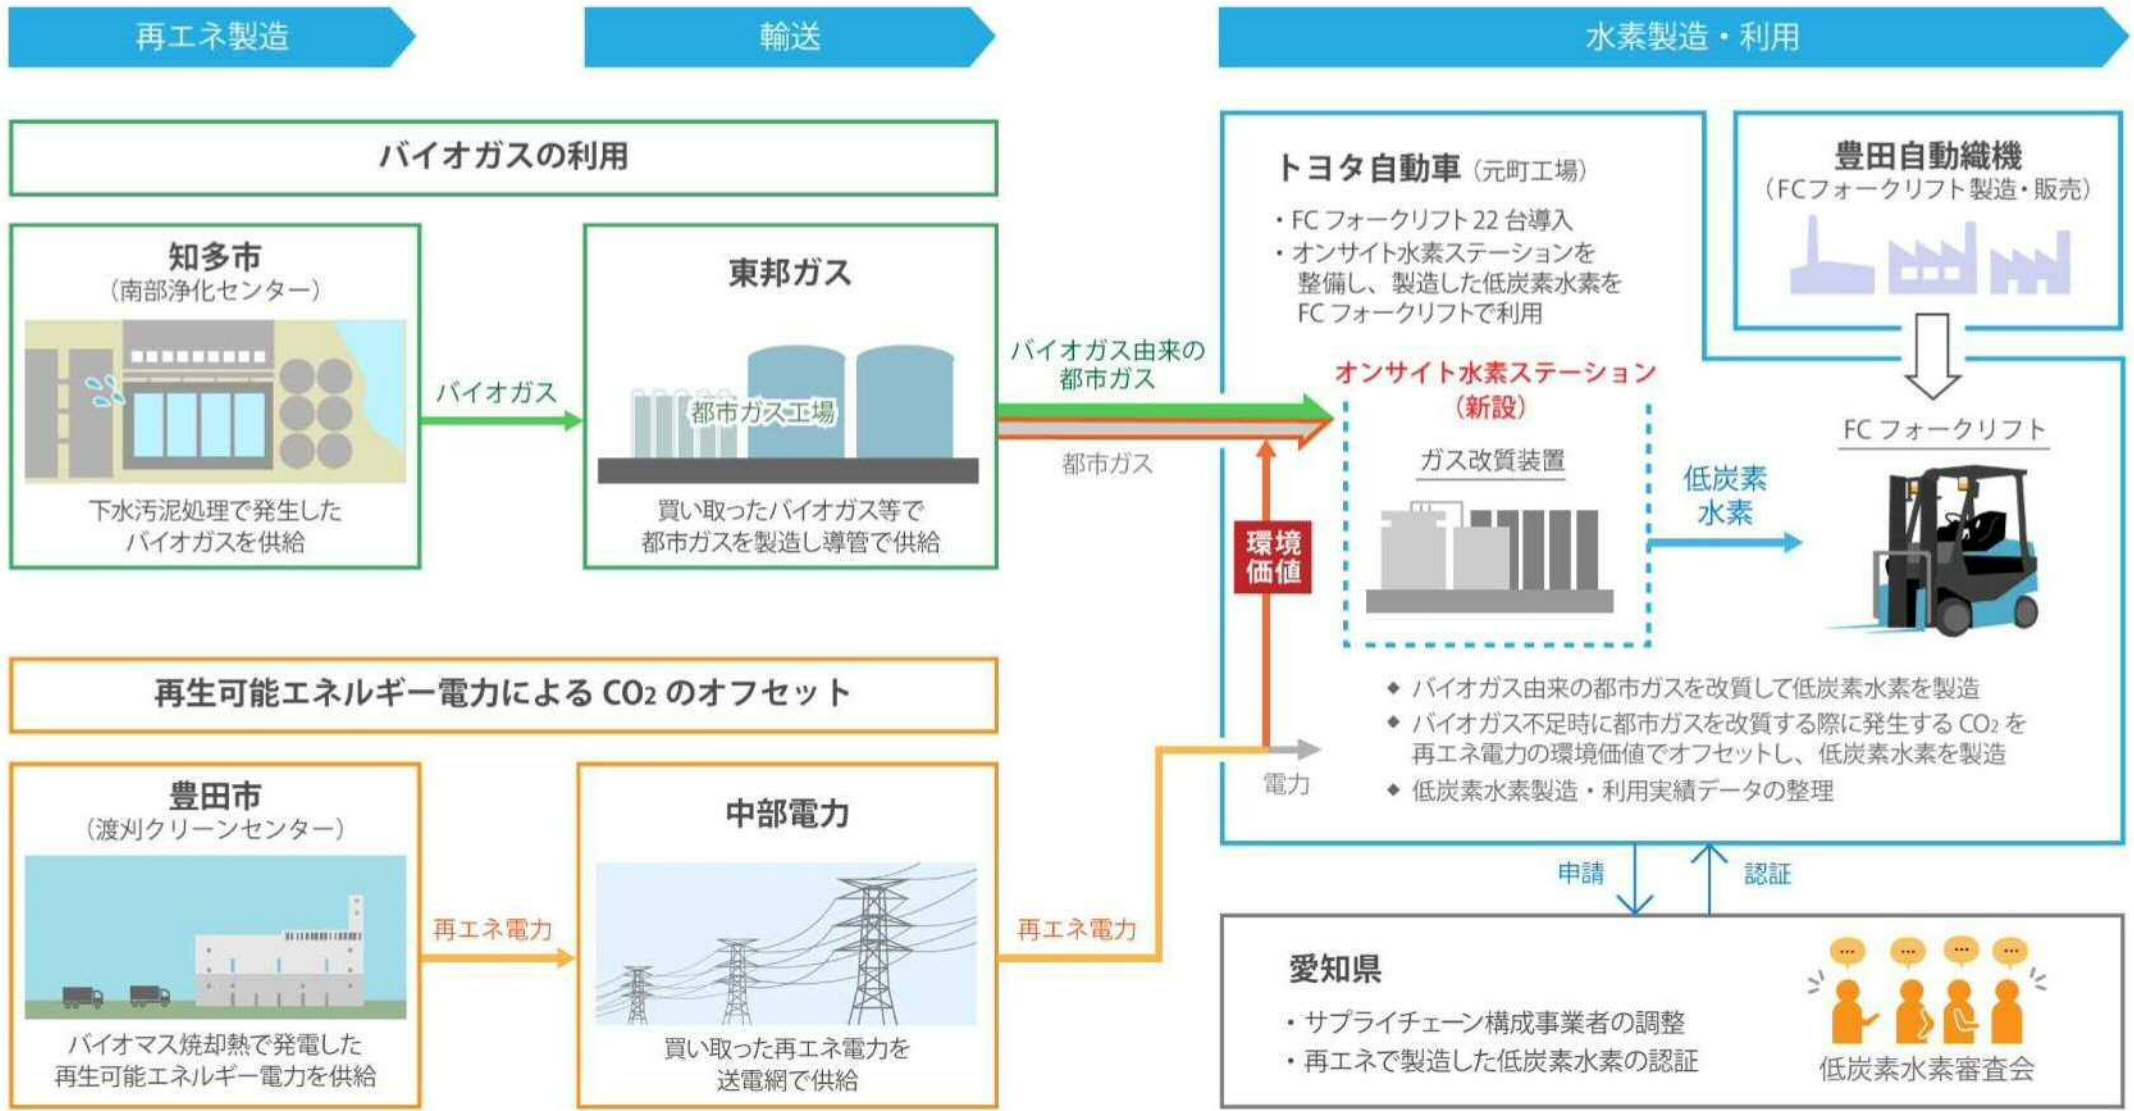 再エネ製造
輸送
水素製造・利用
バイオガスの利用
知多市
（南部浄化センター）
下水汚泥処理で発生した
バイオガスを供給
バイオガス
東邦ガス
都市ガス工場
買い取ったバイオガス等で
都市ガスを製造し導管で供給
バイオガス由来の
都市ガス
都市ガス
環境
価値
再生可能エネルギー電力による CO₂ のオフセット
豊田市
（渡刈クリーンセンター）
バイオマス焼却熱で発電した
再生可能エネルギー電力を供給
再エネ電力
中部電力
買い取った再エネ電力を
送電網で供給
再エネ電力
電力
トヨタ自動車（元町工場）
・FC フォークリフト 22 台導入
・オンサイト水素ステーションを
整備し、製造した低炭素水素を
FC フォークリフトで利用
オンサイト水素ステーション
（新設）
ガス改質装置
低炭素
水素
豊田自動織機
（FCフォークリフト製造・販売）
FC フォークリフト
◆ バイオガス由来の都市ガスを改質して低炭素水素を製造
◆ バイオガス不足時に都市ガスを改質する際に発生する CO₂ を
再エネ電力の環境価値でオフセットし、低炭素水素を製造
◆ 低炭素水素製造・利用実績データの整理
申請
認証
愛知県
・サプライチェーン構成事業者の調整
・再エネで製造した低炭素水素の認証
低炭素水素審査会